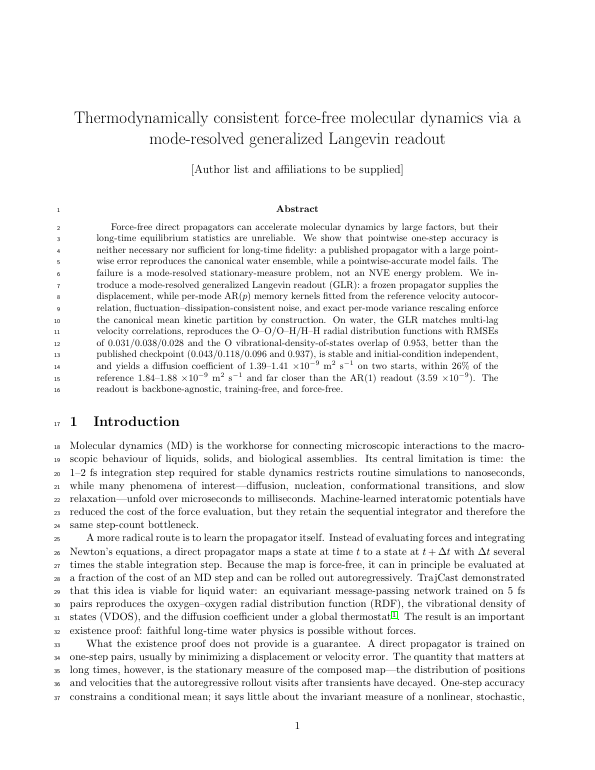 Thermodynamically consistent force-free molecular dynamics via a
mode-resolved generalized Langevin readout
[Author list and affiliations to be supplied]
1 Abstract
2 Force-free direct propagators can accelerate molecular dynamics by large factors, but their
3 long-time equilibrium statistics are unreliable. We show that pointwise one-step accuracy is
4 neither necessary nor sufficient for long-time fidelity: a published propagator with a large point-
5 wise error reproduces the canonical water ensemble, while a pointwise-accurate model fails. The
6 failure is a mode-resolved stationary-measure problem, not an NVE energy problem. We in-
7 troduce a mode-resolved generalized Langevin readout (GLR): a frozen propagator supplies the
8 displacement, while per-mode AR(p) memory kernels fitted from the reference velocity autocor-
9 relation, fluctuation–dissipation-consistent noise, and exact per-mode variance rescaling enforce
10 the canonical mean kinetic partition by construction. On water, the GLR matches multi-lag
11 velocity correlations, reproduces the O–O/O–H/H–H radial distribution functions with RMSEs
12 of 0.031/0.038/0.028 and the O vibrational-density-of-states overlap of 0.953, better than the
13 published checkpoint (0.043/0.118/0.096 and 0.937), is stable and initial-condition independent,
14 and yields a diffusion coefficient of 1.39–1.41 ×10⁻⁹ m² s⁻¹ on two starts, within 26% of the
15 reference 1.84–1.88 ×10⁻⁹ m² s⁻¹ and far closer than the AR(1) readout (3.59 ×10⁻⁹). The
16 readout is backbone-agnostic, training-free, and force-free.
17 1 Introduction
18 Molecular dynamics (MD) is the workhorse for connecting microscopic interactions to the macro-
19 scopic behaviour of liquids, solids, and biological assemblies. Its central limitation is time: the
20 1–2 fs integration step required for stable dynamics restricts routine simulations to nanoseconds,
21 while many phenomena of interest—diffusion, nucleation, conformational transitions, and slow
22 relaxation—unfold over microseconds to milliseconds. Machine-learned interatomic potentials have
23 reduced the cost of the force evaluation, but they retain the sequential integrator and therefore the
24 same step-count bottleneck.
25 A more radical route is to learn the propagator itself. Instead of evaluating forces and integrating
26 Newton's equations, a direct propagator maps a state at time t to a state at t + Δt with Δt several
27 times the stable integration step. Because the map is force-free, it can in principle be evaluated at
28 a fraction of the cost of an MD step and can be rolled out autoregressively. TrajCast demonstrated
29 that this idea is viable for liquid water: an equivariant message-passing network trained on 5 fs
30 pairs reproduces the oxygen–oxygen radial distribution function (RDF), the vibrational density of
31 states (VDOS), and the diffusion coefficient under a global thermostat¹. The result is an important
32 existence proof: faithful long-time water physics is possible without forces.
33 What the existence proof does not provide is a guarantee. A direct propagator is trained on
34 one-step pairs, usually by minimizing a displacement or velocity error. The quantity that matters at
35 long times, however, is the stationary measure of the composed map—the distribution of positions
36 and velocities that the autoregressive rollout visits after transients have decayed. One-step accuracy
37 constrains a conditional mean; it says little about the invariant measure of a nonlinear, stochastic,
1